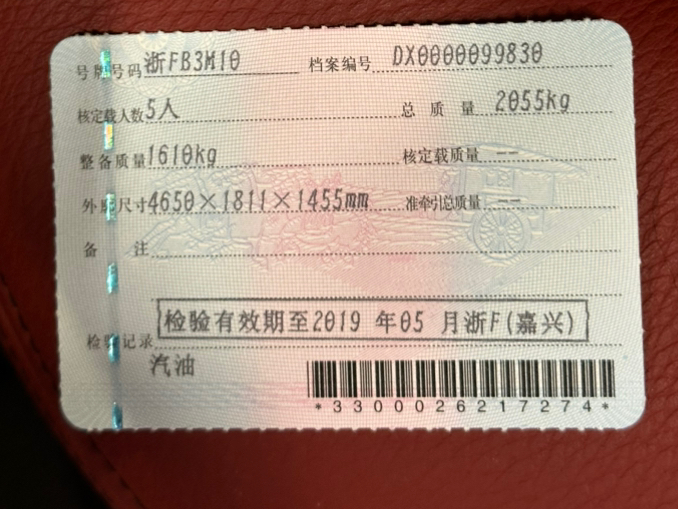 号牌号码 浙FB3M10 档案编号 DX0000099830
核定载人数 5人 总质量 2055kg
整备质量 1610kg 核定载质量 --
外廓尺寸 4650×1811×1455mm 准牵引总质量 --
备注
检验有效期至2019 年05 月浙F(嘉兴)
检验记录
汽油
*3300026217274*